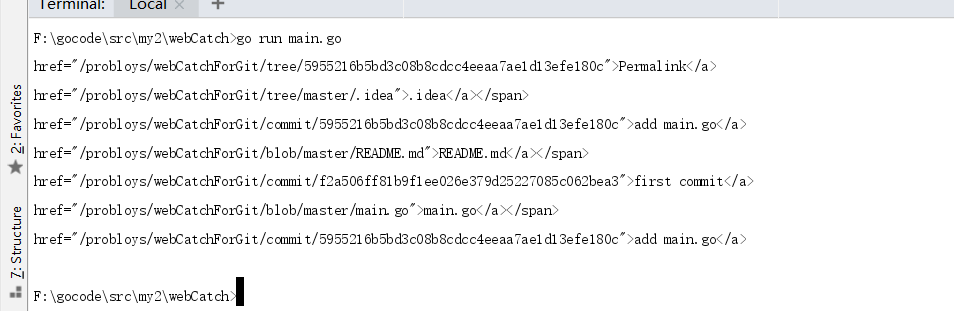 Terminal: Local +
F:\gocode\src\my2\webCatch>go run main.go
href="/probloys/webCatchForGit/tree/5955216b5bd3c08b8cdcc4eeaa7ae1d13efe180c">Permalink</a>
href="/probloys/webCatchForGit/tree/master/.idea">.idea</a></span>
href="/probloys/webCatchForGit/commit/5955216b5bd3c08b8cdcc4eeaa7ae1d13efe180c">add main.go</a>
href="/probloys/webCatchForGit/blob/master/README.md">README.md</a></span>
href="/probloys/webCatchForGit/commit/f2a506ff81b9f1ee026e379d25227085c062bea3">first commit</a>
href="/probloys/webCatchForGit/blob/master/main.go">main.go</a></span>
href="/probloys/webCatchForGit/commit/5955216b5bd3c08b8cdcc4eeaa7ae1d13efe180c">add main.go</a>
F:\gocode\src\my2\webCatch>
2: Favorites
7: Structure